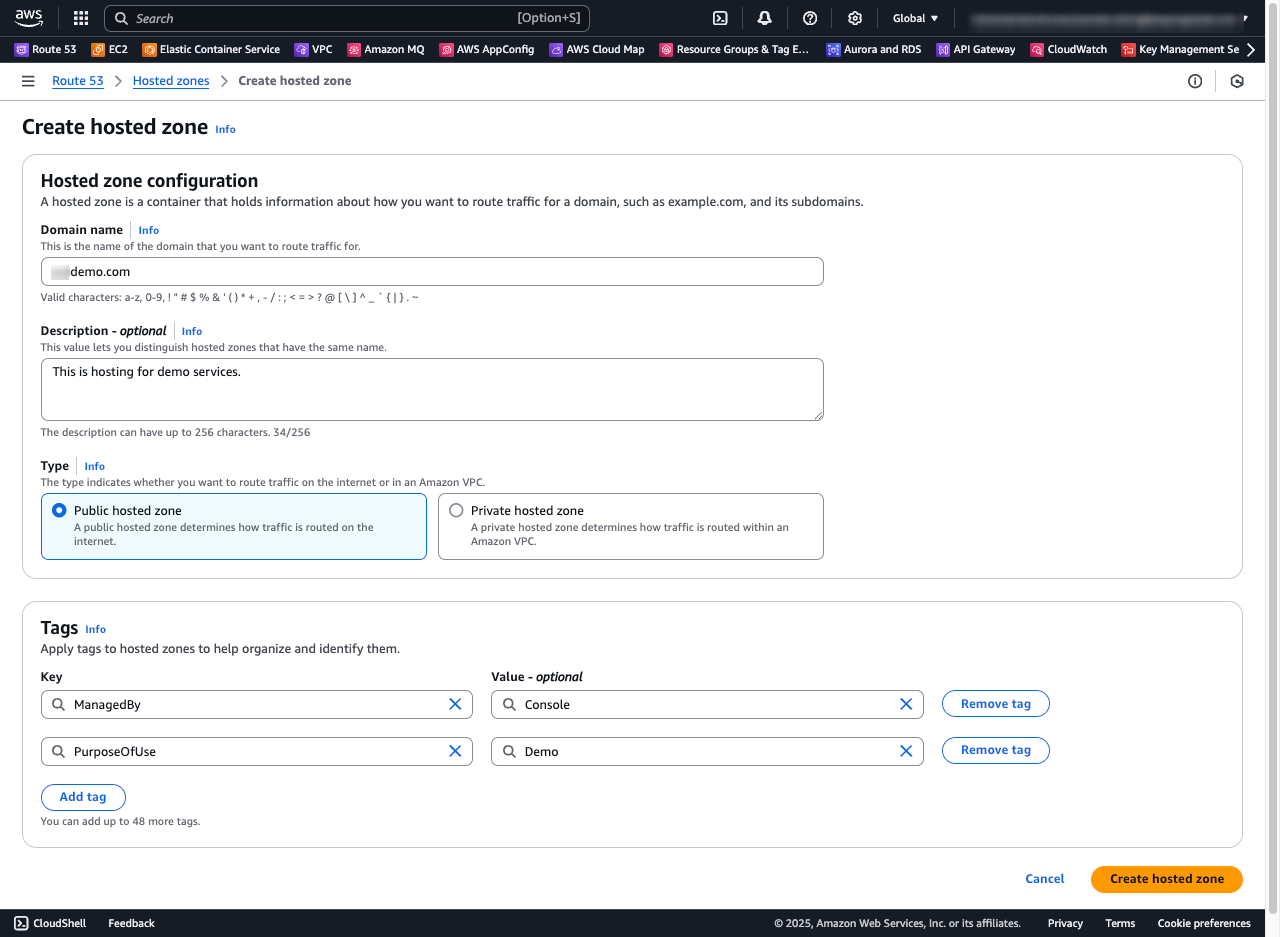 aws
Search [Option+S] Global ▼
Route 53 EC2 Elastic Container Service VPC Amazon MQ AWS AppConfig AWS Cloud Map Resource Groups & Tag E... Aurora and RDS API Gateway CloudWatch Key Management Se
Route 53 > Hosted zones > Create hosted zone
Create hosted zone Info
Hosted zone configuration
A hosted zone is a container that holds information about how you want to route traffic for a domain, such as example.com, and its subdomains.
Domain name Info
This is the name of the domain that you want to route traffic for.
demo.com
Valid characters: a-z, 0-9, ! " # $ % & ' ( ) * + , - / : ; < = > ? @ [ \ ] ^ _ ` { | } . ~
Description - optional Info
This value lets you distinguish hosted zones that have the same name.
This is hosting for demo services.
The description can have up to 256 characters. 34/256
Type Info
The type indicates whether you want to route traffic on the internet or in an Amazon VPC.
Public hosted zone
A public hosted zone determines how traffic is routed on the
internet.
Private hosted zone
A private hosted zone determines how traffic is routed within an
Amazon VPC.
Tags Info
Apply tags to hosted zones to help organize and identify them.
Key Value - optional
ManagedBy Console Remove tag
PurposeOfUse Demo Remove tag
Add tag
You can add up to 48 more tags.
Cancel Create hosted zone
CloudShell Feedback © 2025, Amazon Web Services, Inc. or its affiliates. Privacy Terms Cookie preferences